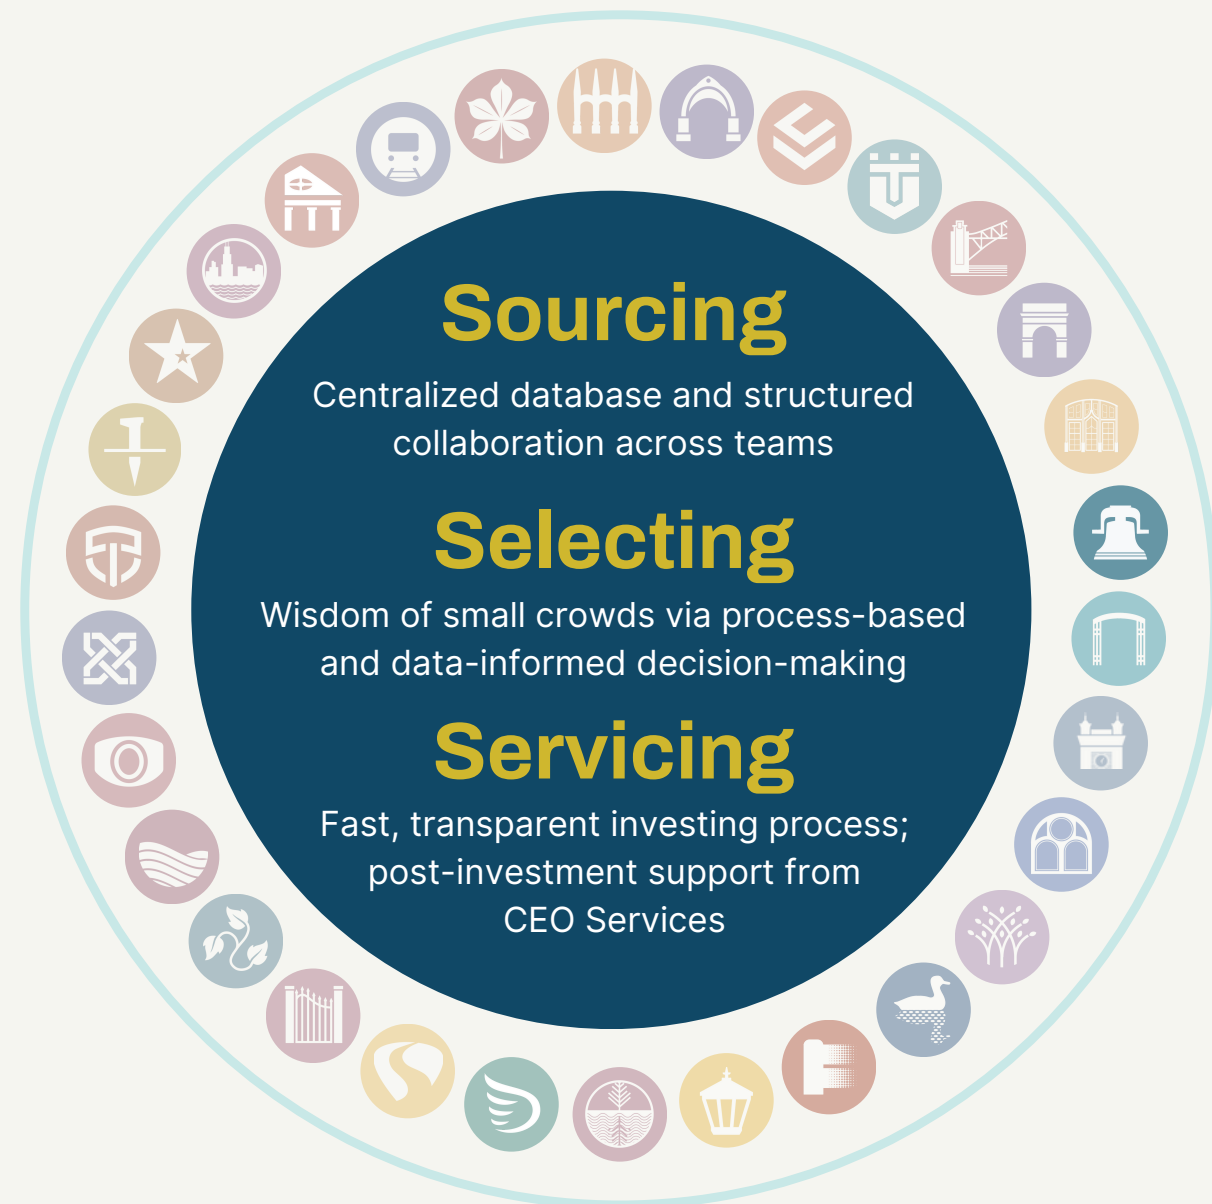 Sourcing
Centralized database and structured
collaboration across teams
Selecting
Wisdom of small crowds via process-based
and data-informed decision-making
Servicing
Fast, transparent investing process;
post-investment support from
CEO Services